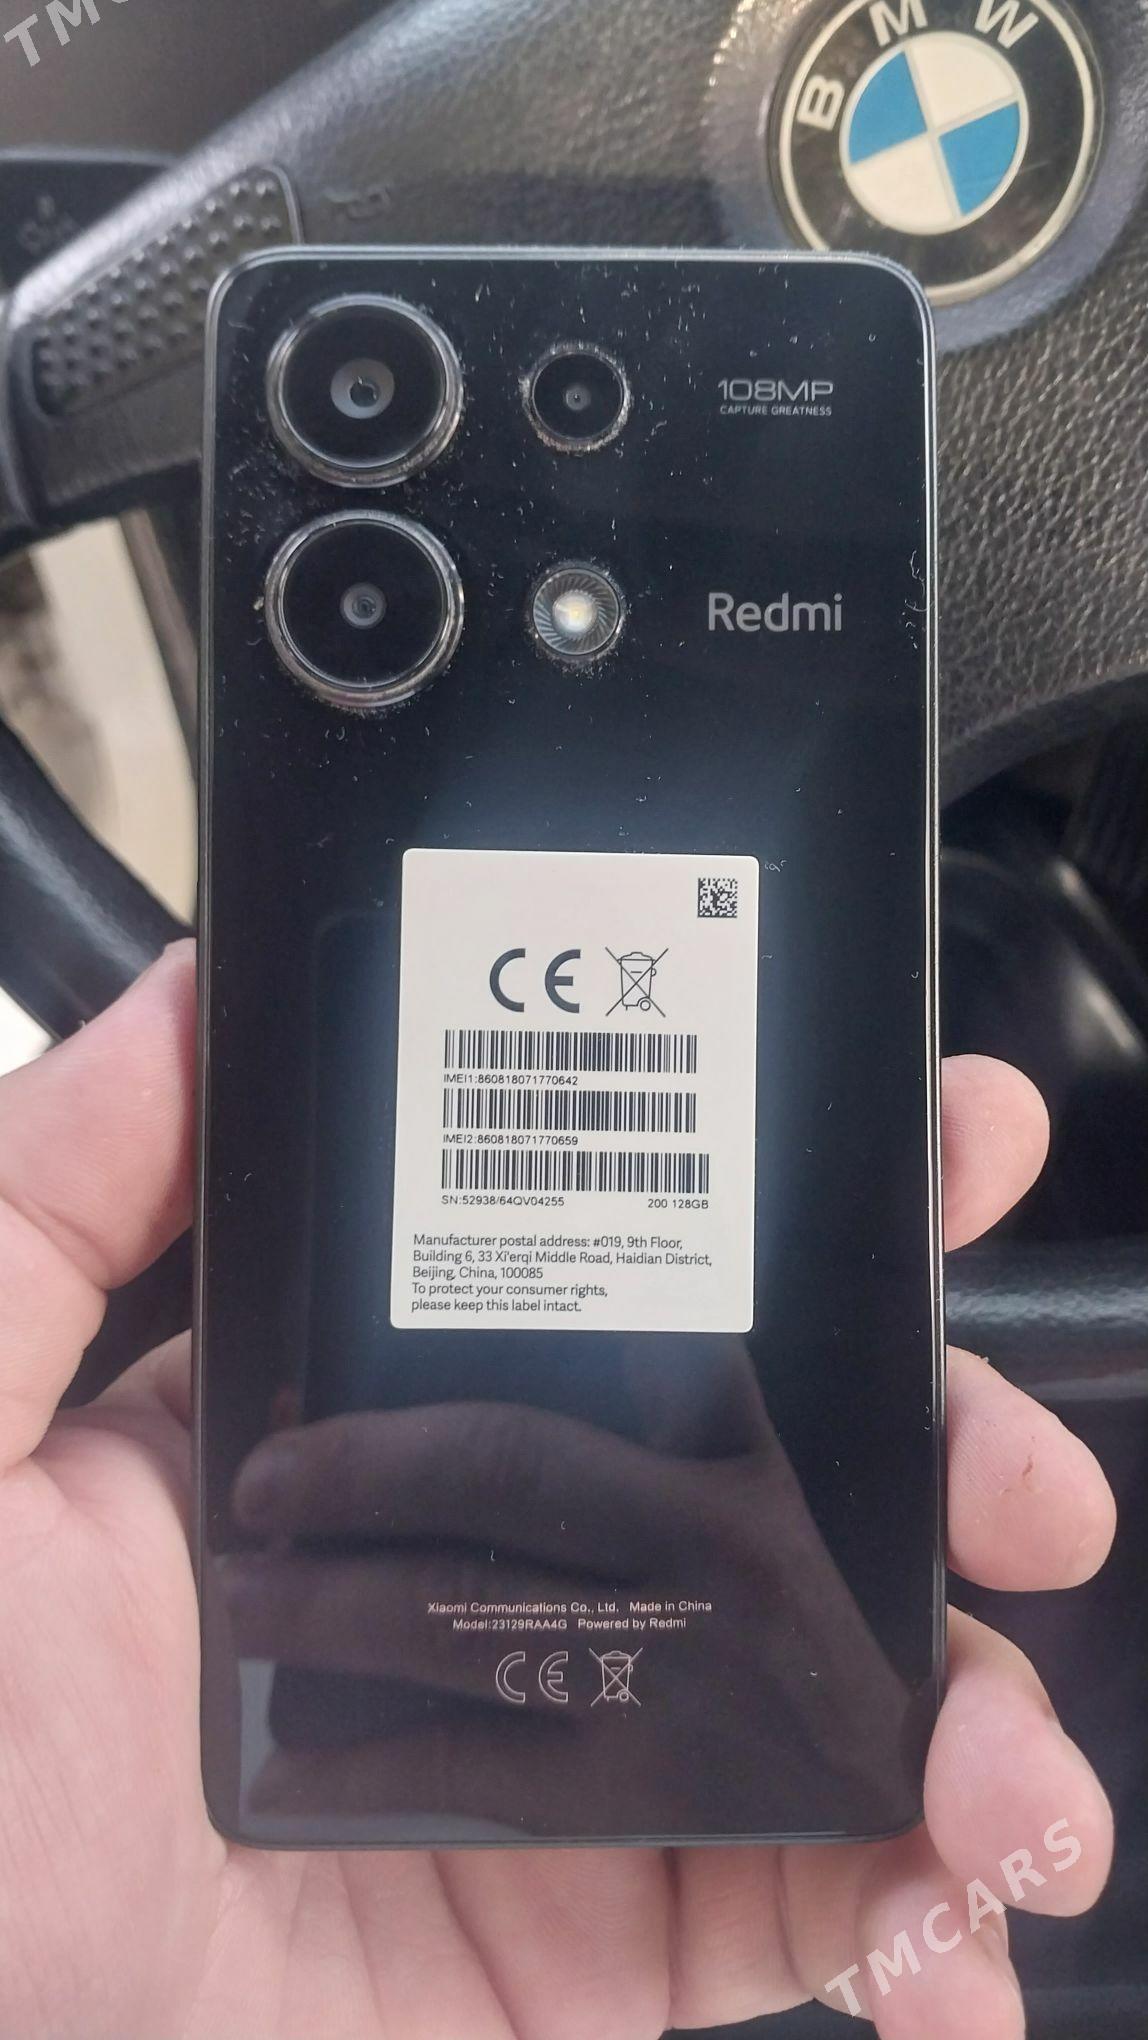 BMW
108MP
CAPTURE GREATNESS
Redmi
CE
IMEI1:860818071770642
IMEI2:860818071770659
SN:52938/64QV04255 200 128GB
Manufacturer postal address: #019, 9th Floor,
Building 6, 33 Xi'erqi Middle Road, Haidian District,
Beijing, China, 100085
To protect your consumer rights,
please keep this label intact.
Xiaomi Communications Co., Ltd. Made in China
Model:23129RAA4G Powered by Redmi
CE
TMCARS